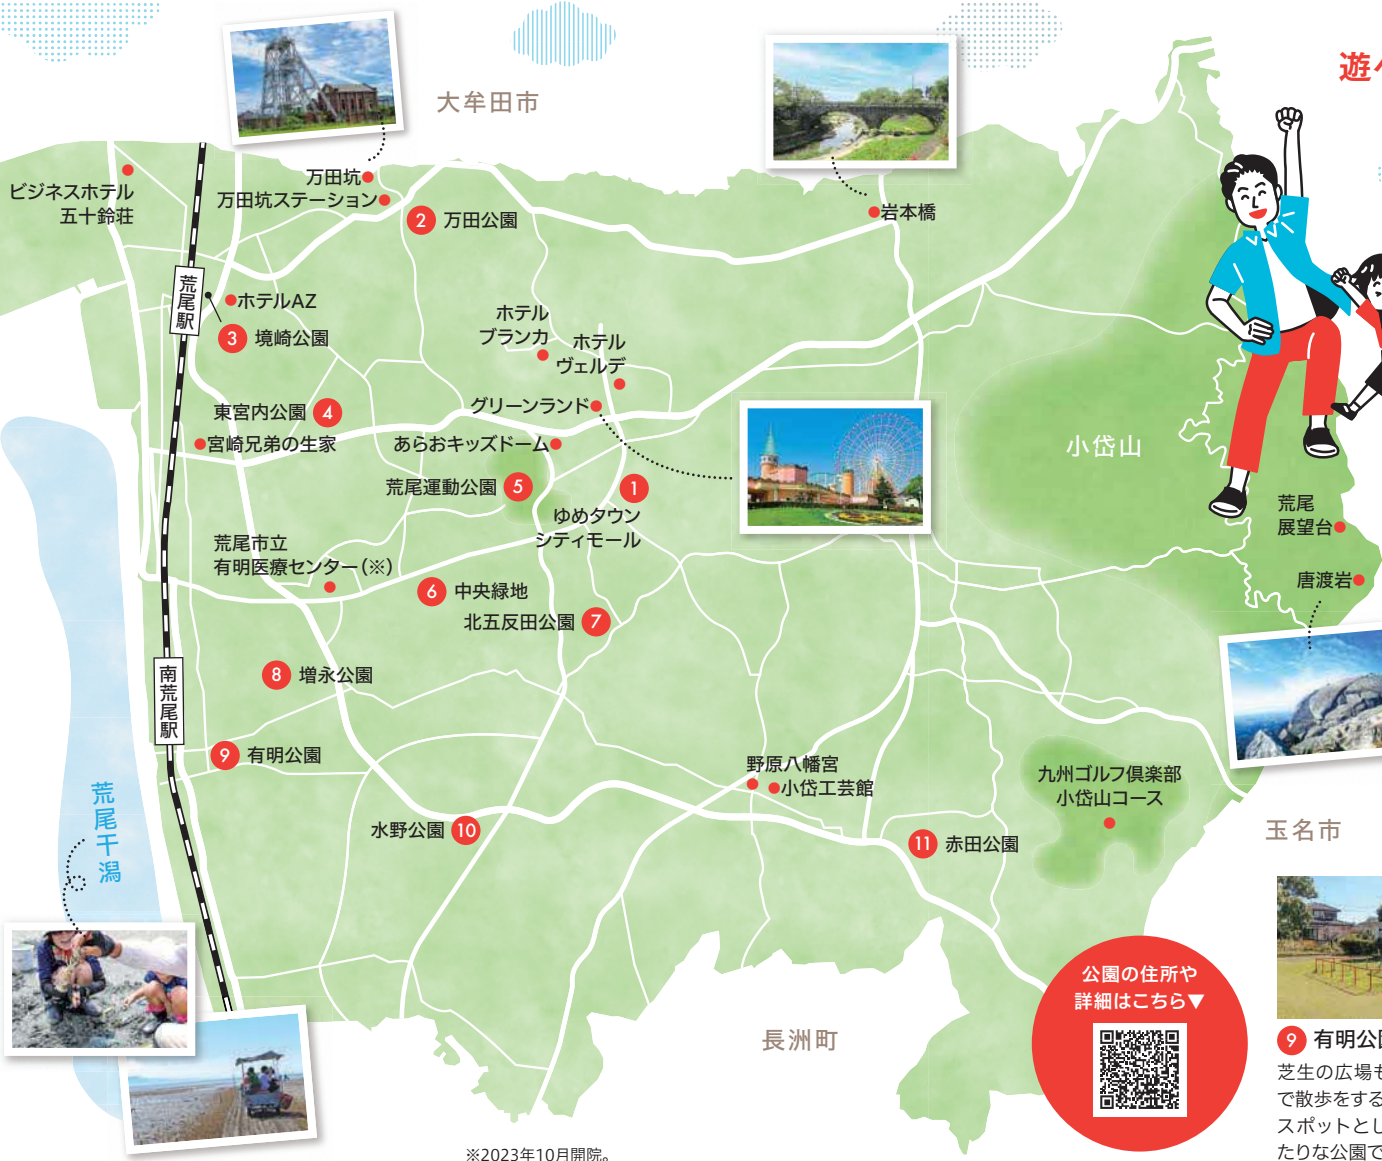 大牟田市
遊
ビジネスホテル
五十鈴荘
万田坑
万田坑ステーション
2 万田公園
岩本橋
荒尾駅
ホテルAZ
3 境崎公園
ホテル
ブランカ
ホテル
ヴェルデ
東宮内公園 4
グリーンランド
宮崎兄弟の生家
あらおキッズドーム
小岱山
荒尾運動公園 5
1
ゆめタウン
シティモール
荒尾
展望台
荒尾市立
有明医療センター(※)
唐渡岩
6 中央緑地
北五反田公園 7
8 増永公園
南荒尾駅
9 有明公園
野原八幡宮
小岱工芸館
九州ゴルフ倶楽部
小岱山コース
荒尾干潟
水野公園 10
11 赤田公園
玉名市
公園の住所や
詳細はこちら▼
長洲町
9 有明公園
芝生の広場も
で散歩をする
スポットとし
たりな公園で
※2023年10月開院。